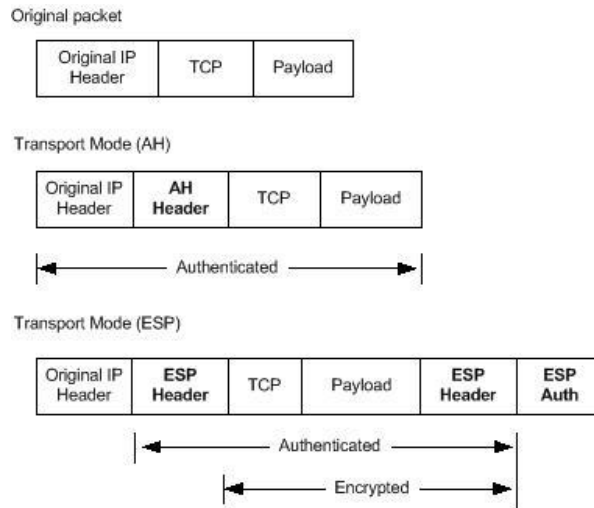 Original packet
Original IP
Header
TCP
Payload
Transport Mode (AH)
Original IP
Header
AH
Header
TCP
Payload
Authenticated
Transport Mode (ESP)
Original IP
Header
ESP
Header
TCP
Payload
ESP
Header
ESP
Auth
Authenticated
Encrypted